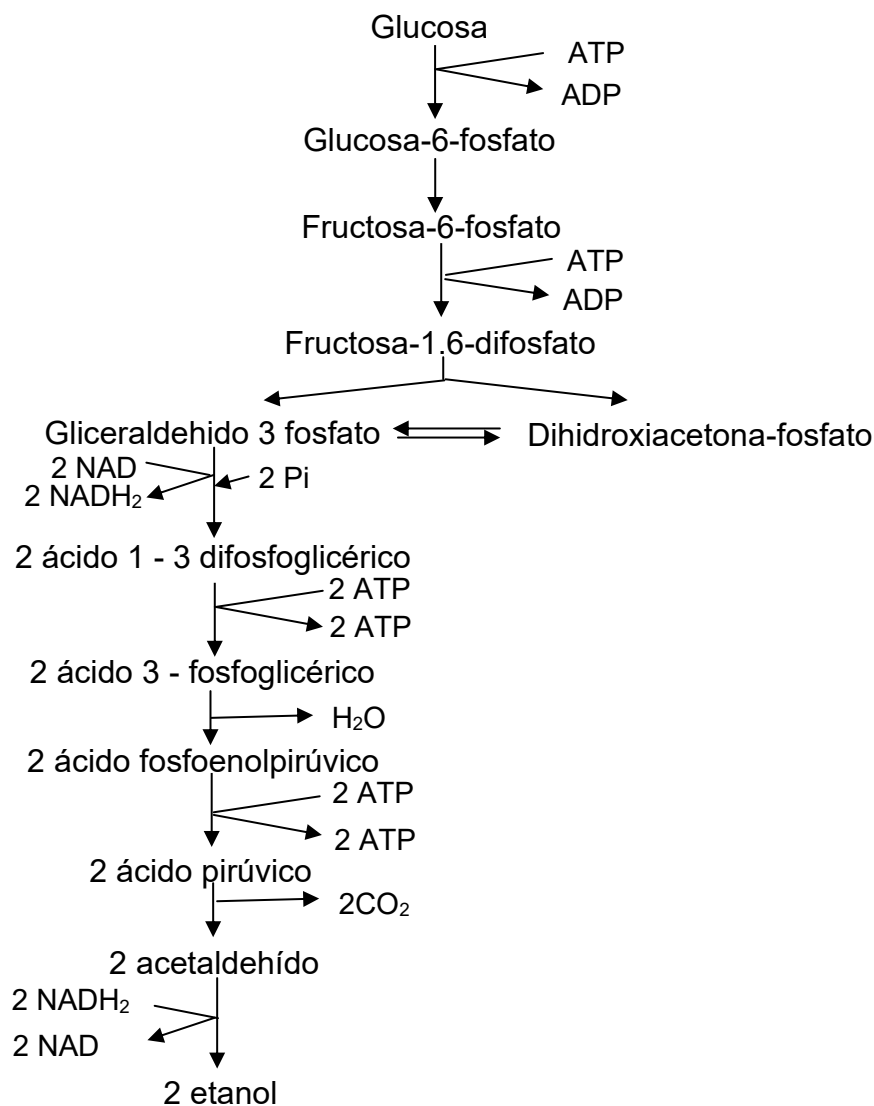 Glucosa
ATP
ADP
Glucosa-6-fosfato
Fructosa-6-fosfato
ATP
ADP
Fructosa-1.6-difosfato
Gliceraldehido 3 fosfato
Dihidroxiacetona-fosfato
2 NAD
2 NADH₂
2 Pi
2 ácido 1 - 3 difosfoglicérico
2 ATP
2 ATP
2 ácido 3 - fosfoglicérico
H₂O
2 ácido fosfoenolpirúvico
2 ATP
2 ATP
2 ácido pirúvico
2CO₂
2 acetaldehído
2 NADH₂
2 NAD
2 etanol